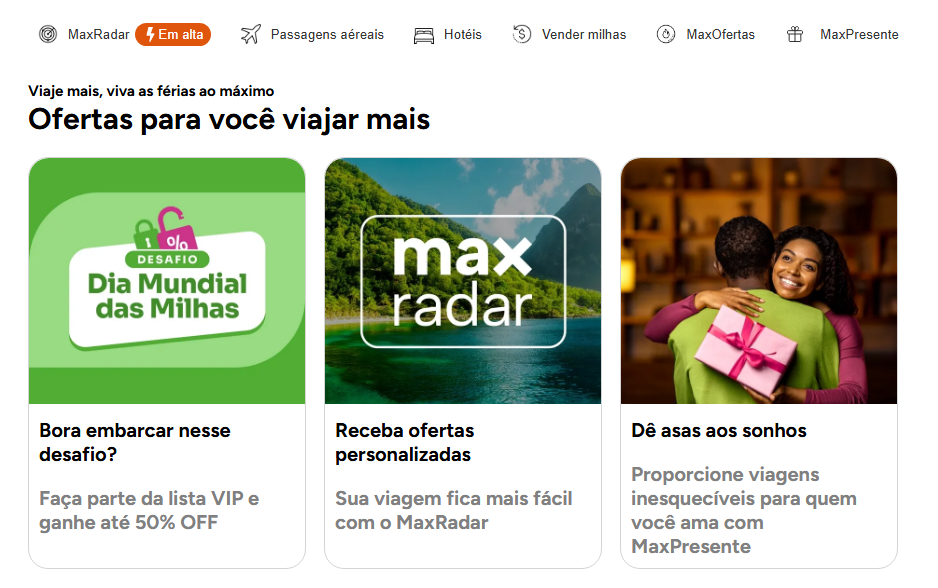 MaxRadar Em alta Passagens aéreais Hotéis Vender milhas MaxOfertas MaxPresente
Viaje mais, viva as férias ao máximo
Ofertas para você viajar mais
%
DESAFIO
Dia Mundial
das Milhas
max
radar
Bora embarcar nesse
desafio?
Faça parte da lista VIP e
ganhe até 50% OFF
Receba ofertas
personalizadas
Sua viagem fica mais fácil
com o MaxRadar
Dê asas aos sonhos
Proporcione viagens
inesquecíveis para quem
você ama com
MaxPresente